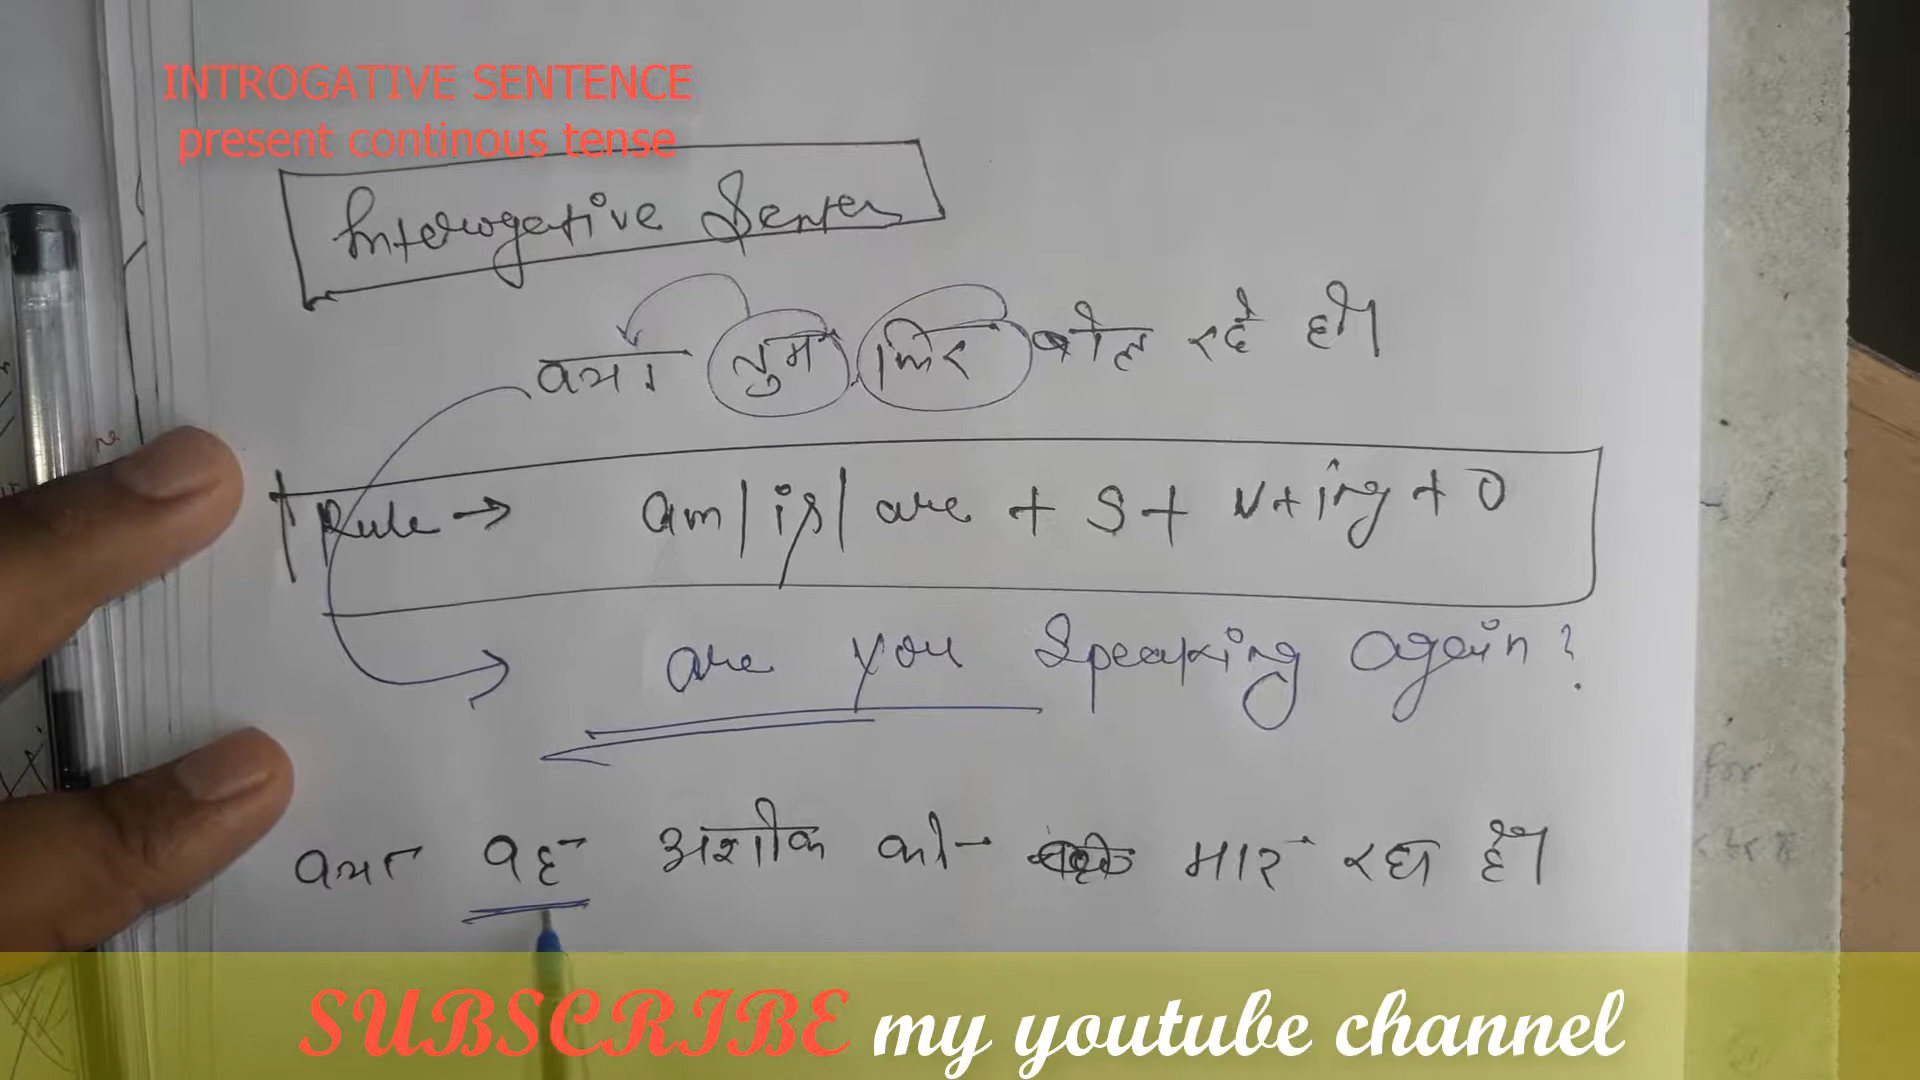 INTROGATIVE SENTENCE
present continous tense
Interogative Senten
क्या तुम फिर बोल रहे हो।
Rule → am | is | are + S + V + ing + O
are you Speaking again?
क्या वह अशोक को मार रहा है।
SUBSCRIBE my youtube channel